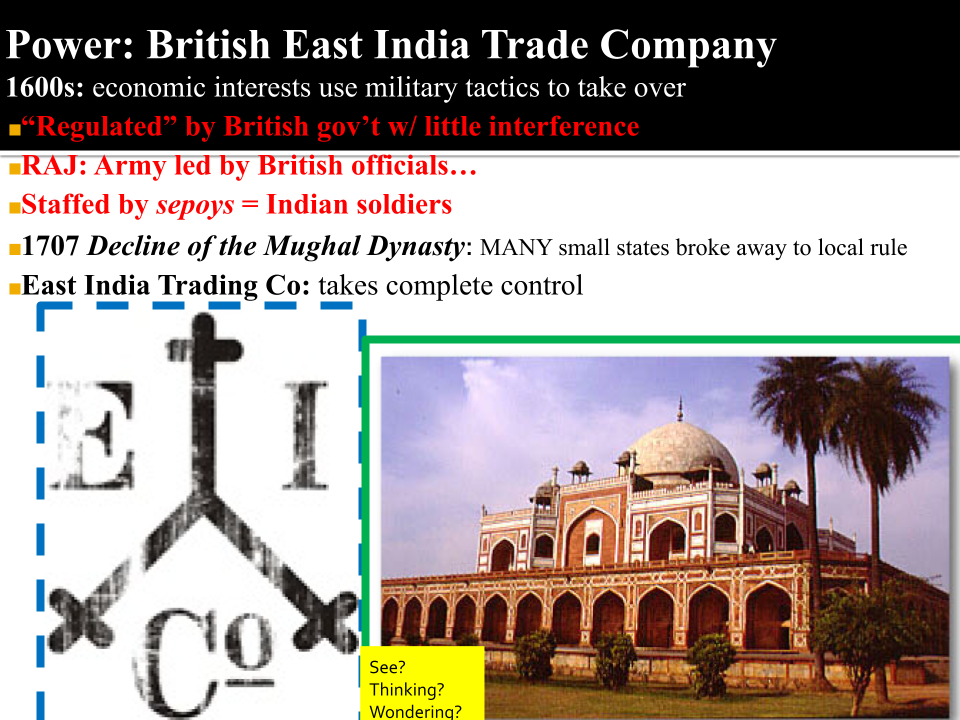 Power: British East India Trade Company
1600s: economic interests use military tactics to take over
“Regulated” by British gov’t w/ little interference
RAJ: Army led by British officials…
Staffed by sepoys = Indian soldiers
1707 Decline of the Mughal Dynasty: MANY small states broke away to local rule
East India Trading Co: takes complete control
E I
Co
See?
Thinking?
Wondering?